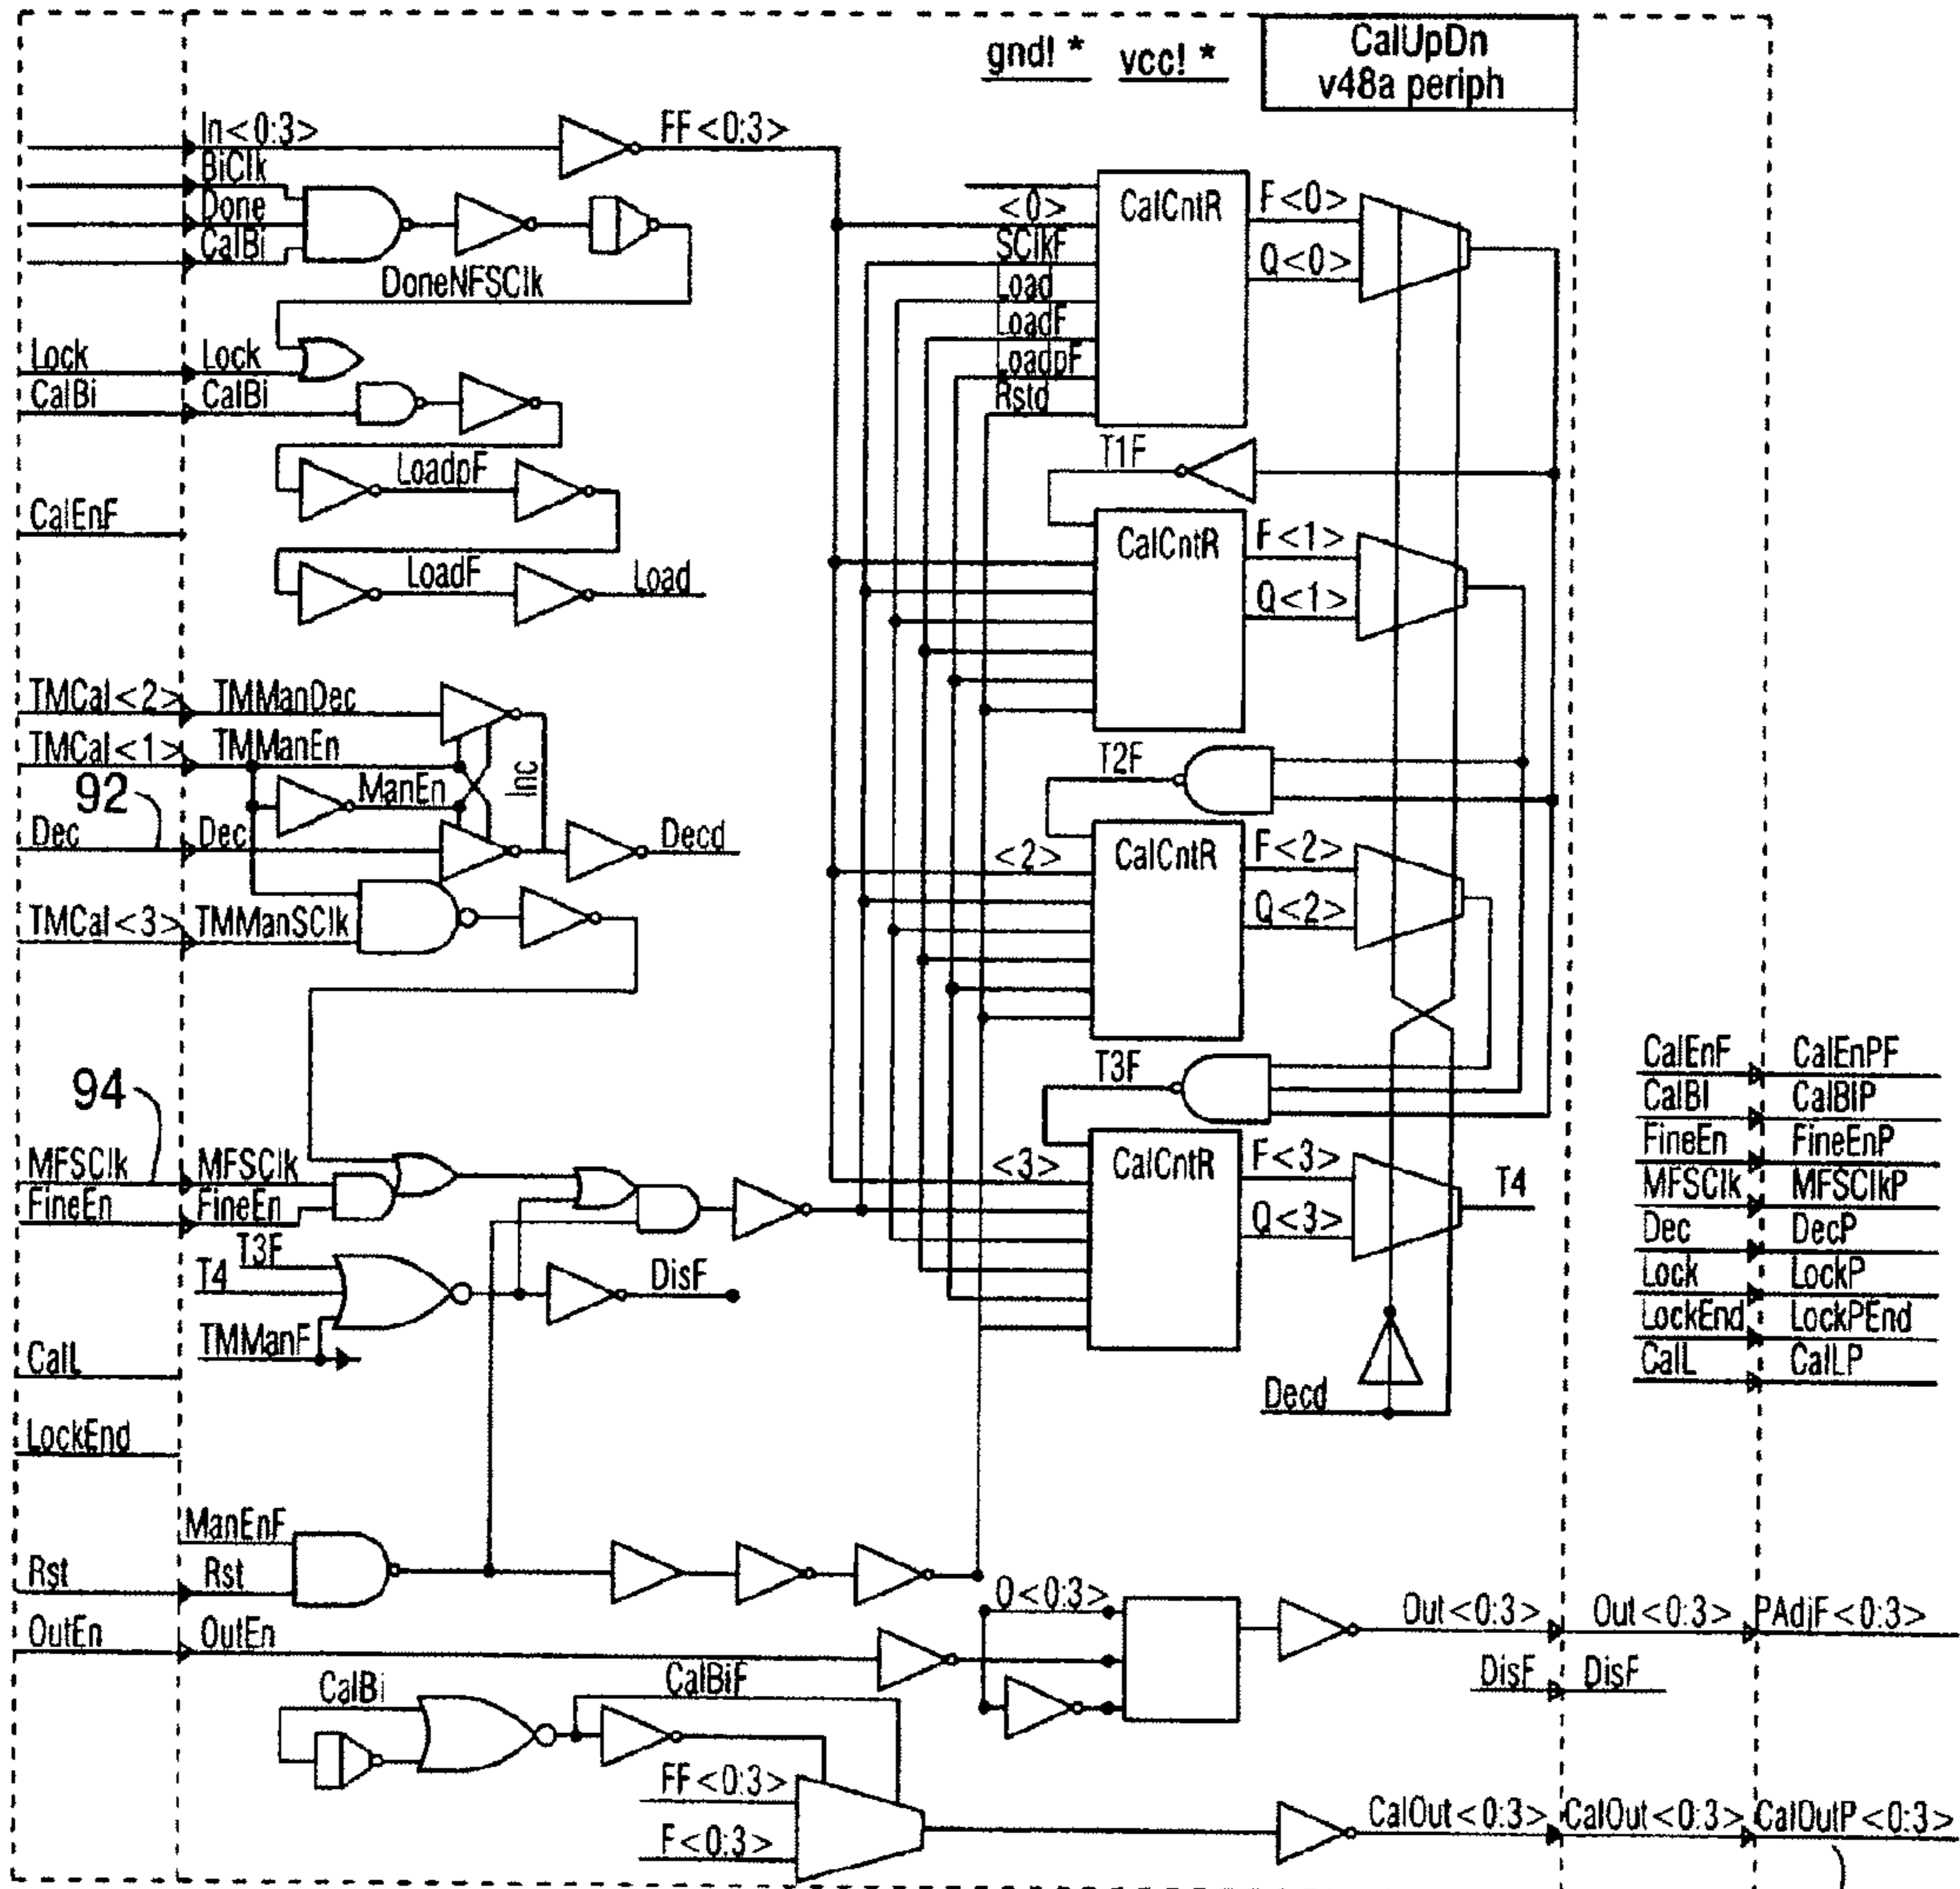 gnd! * vcc! * CalUpDn
v48a periph
In<0:3> FF<0:3>
BiClk
Done
CalBi
DoneNFSClk
Lock Lock
CalBi CalBi
LoadpF
CalEnF
LoadF Load
<0> CalCntR F<0>
SClkF Q<0>
Load
LoadF
LoadpF
Rstd
T1F
CalCntR F<1>
Q<1>
TMCal<2> TMManDec
TMCal<1> TMManEn
92 ManEn Inc
Dec Dec Decd
TMCal<3> TMManSClk
T2F
<2> CalCntR F<2>
Q<2>
T3F
94
MFSClk MFSClk
FineEn FineEn
<3> CalCntR F<3>
Q<3> T4
T3F
T4 DisF
TMManF
CalL
Decd
LockEnd
CalEnF CalEnPF
CalBI CalBIP
FineEn FineEnP
MFSClk MFSClkP
Dec DecP
Lock LockP
LockEnd LockPEnd
CalL CalLP
ManEnF
Rst Rst
OutEn OutEn
O<0:3> Out<0:3> Out<0:3> PAdjF<0:3>
DisF DisF
CalBi CalBiF
FF<0:3>
F<0:3>
CalOut<0:3> CalOut<0:3> CalOutP<0:3>